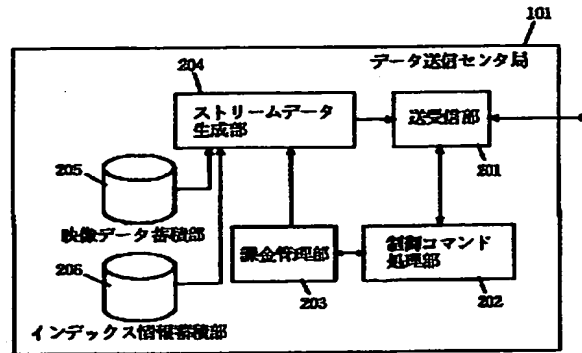 101
データ送信センタ局
204
ストリームデータ
生成部
送受信部
201
205
映像データ蓄積部
206
インデックス情報蓄積部
課金管理部
203
制御コマンド
処理部
202